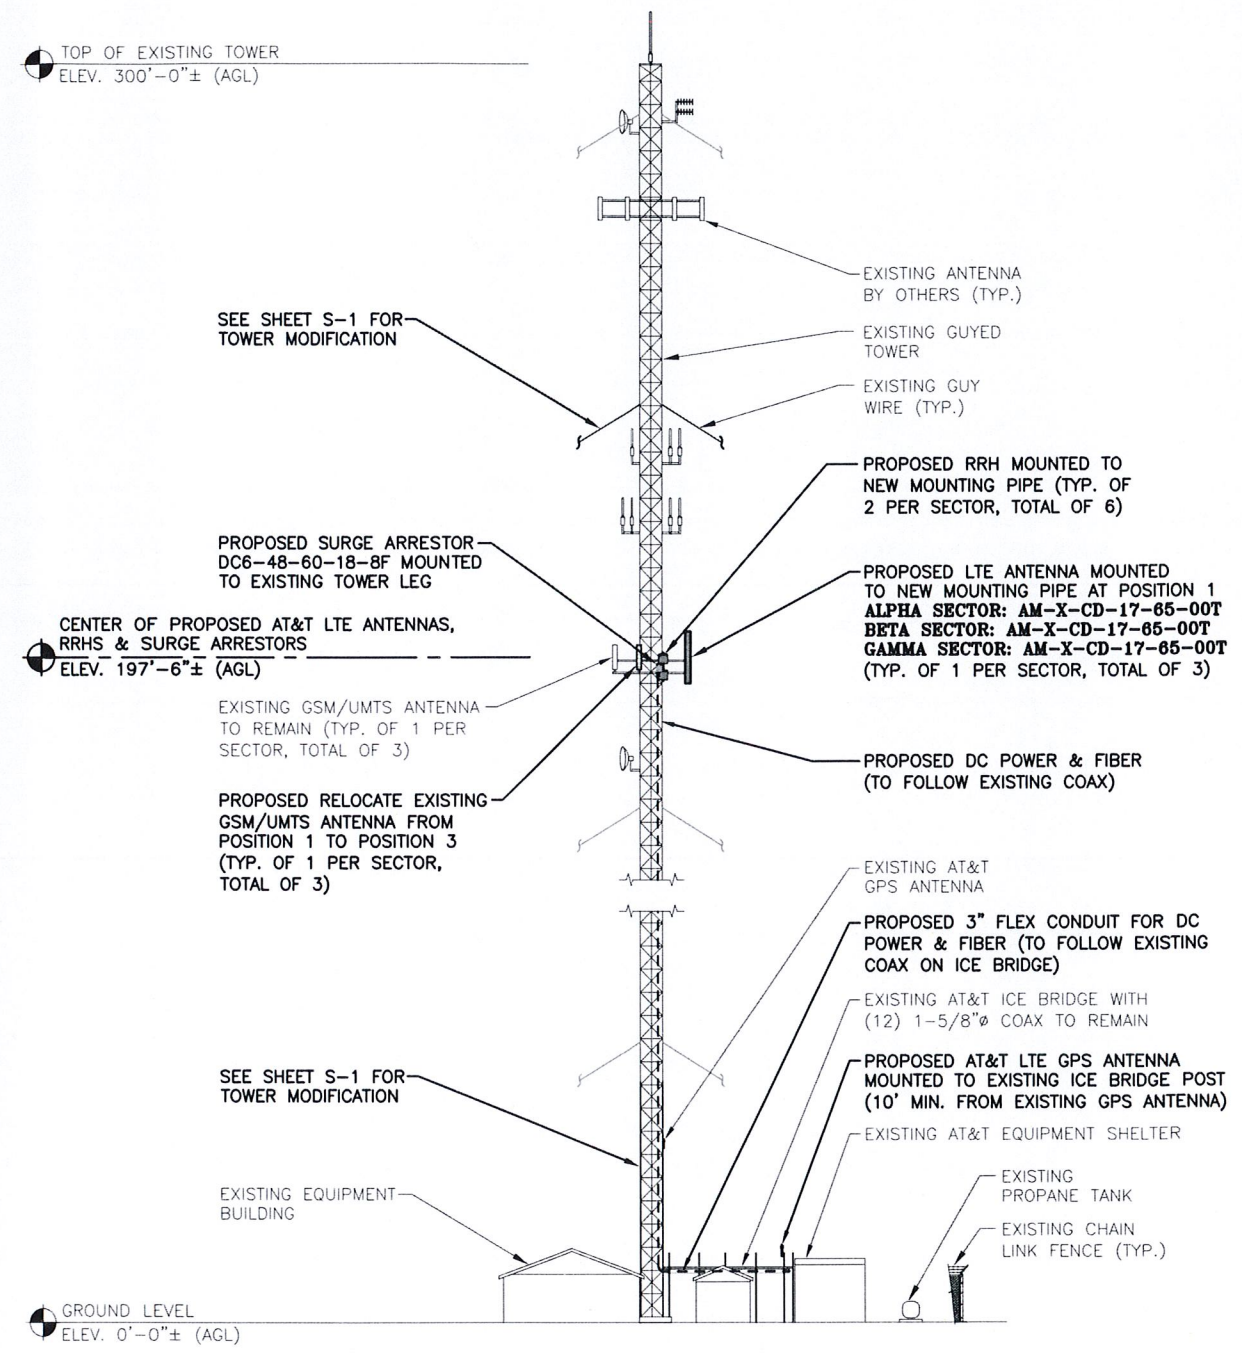 TOP OF EXISTING TOWER
ELEV. 300'-0"± (AGL)
EXISTING ANTENNA
BY OTHERS (TYP.)
SEE SHEET S-1 FOR
TOWER MODIFICATION
EXISTING GUYED
TOWER
EXISTING GUY
WIRE (TYP.)
PROPOSED RRH MOUNTED TO
NEW MOUNTING PIPE (TYP. OF
2 PER SECTOR, TOTAL OF 6)
PROPOSED SURGE ARRESTOR
DC6-48-60-18-8F MOUNTED
TO EXISTING TOWER LEG
PROPOSED LTE ANTENNA MOUNTED
TO NEW MOUNTING PIPE AT POSITION 1
ALPHA SECTOR: AM-X-CD-17-65-00T
BETA SECTOR: AM-X-CD-17-65-00T
GAMMA SECTOR: AM-X-CD-17-65-00T
(TYP. OF 1 PER SECTOR, TOTAL OF 3)
CENTER OF PROPOSED AT&T LTE ANTENNAS,
RRHS & SURGE ARRESTORS
ELEV. 197'-6"± (AGL)
EXISTING GSM/UMTS ANTENNA
TO REMAIN (TYP. OF 1 PER
SECTOR, TOTAL OF 3)
PROPOSED DC POWER & FIBER
(TO FOLLOW EXISTING COAX)
PROPOSED RELOCATE EXISTING
GSM/UMTS ANTENNA FROM
POSITION 1 TO POSITION 3
(TYP. OF 1 PER SECTOR,
TOTAL OF 3)
EXISTING AT&T
GPS ANTENNA
PROPOSED 3" FLEX CONDUIT FOR DC
POWER & FIBER (TO FOLLOW EXISTING
COAX ON ICE BRIDGE)
EXISTING AT&T ICE BRIDGE WITH
(12) 1-5/8"ø COAX TO REMAIN
SEE SHEET S-1 FOR
TOWER MODIFICATION
PROPOSED AT&T LTE GPS ANTENNA
MOUNTED TO EXISTING ICE BRIDGE POST
(10' MIN. FROM EXISTING GPS ANTENNA)
EXISTING AT&T EQUIPMENT SHELTER
EXISTING EQUIPMENT
BUILDING
EXISTING
PROPANE TANK
EXISTING CHAIN
LINK FENCE (TYP.)
GROUND LEVEL
ELEV. 0'-0"± (AGL)